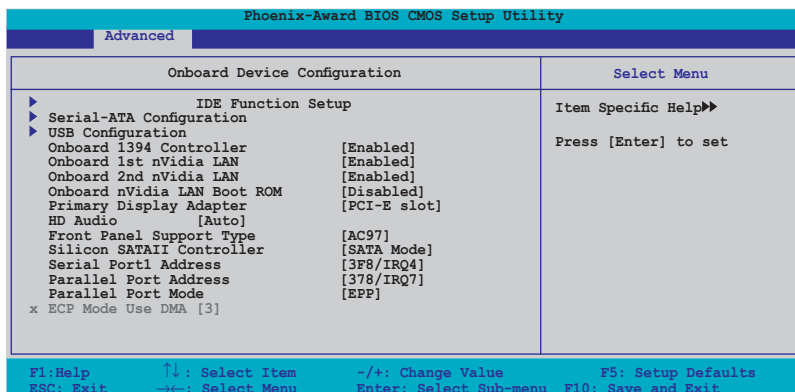 Phoenix-Award BIOS CMOS Setup Utility
Advanced
Onboard Device Configuration
Select Menu
IDE Function Setup
Serial-ATA Configuration
USB Configuration
Onboard 1394 Controller [Enabled]
Onboard 1st nVidia LAN [Enabled]
Onboard 2nd nVidia LAN [Enabled]
Onboard nVidia LAN Boot ROM [Disabled]
Primary Display Adapter [PCI-E slot]
HD Audio [Auto]
Front Panel Support Type [AC97]
Silicon SATAII Controller [SATA Mode]
Serial Port1 Address [3F8/IRQ4]
Parallel Port Address [378/IRQ7]
Parallel Port Mode [EPP]
x ECP Mode Use DMA [3]
Item Specific Help
Press [Enter] to set
F1:Help ↑↓: Select Item -/+: Change Value F5: Setup Defaults
ESC: Exit →←: Select Menu Enter: Select Sub-menu F10: Save and Exit